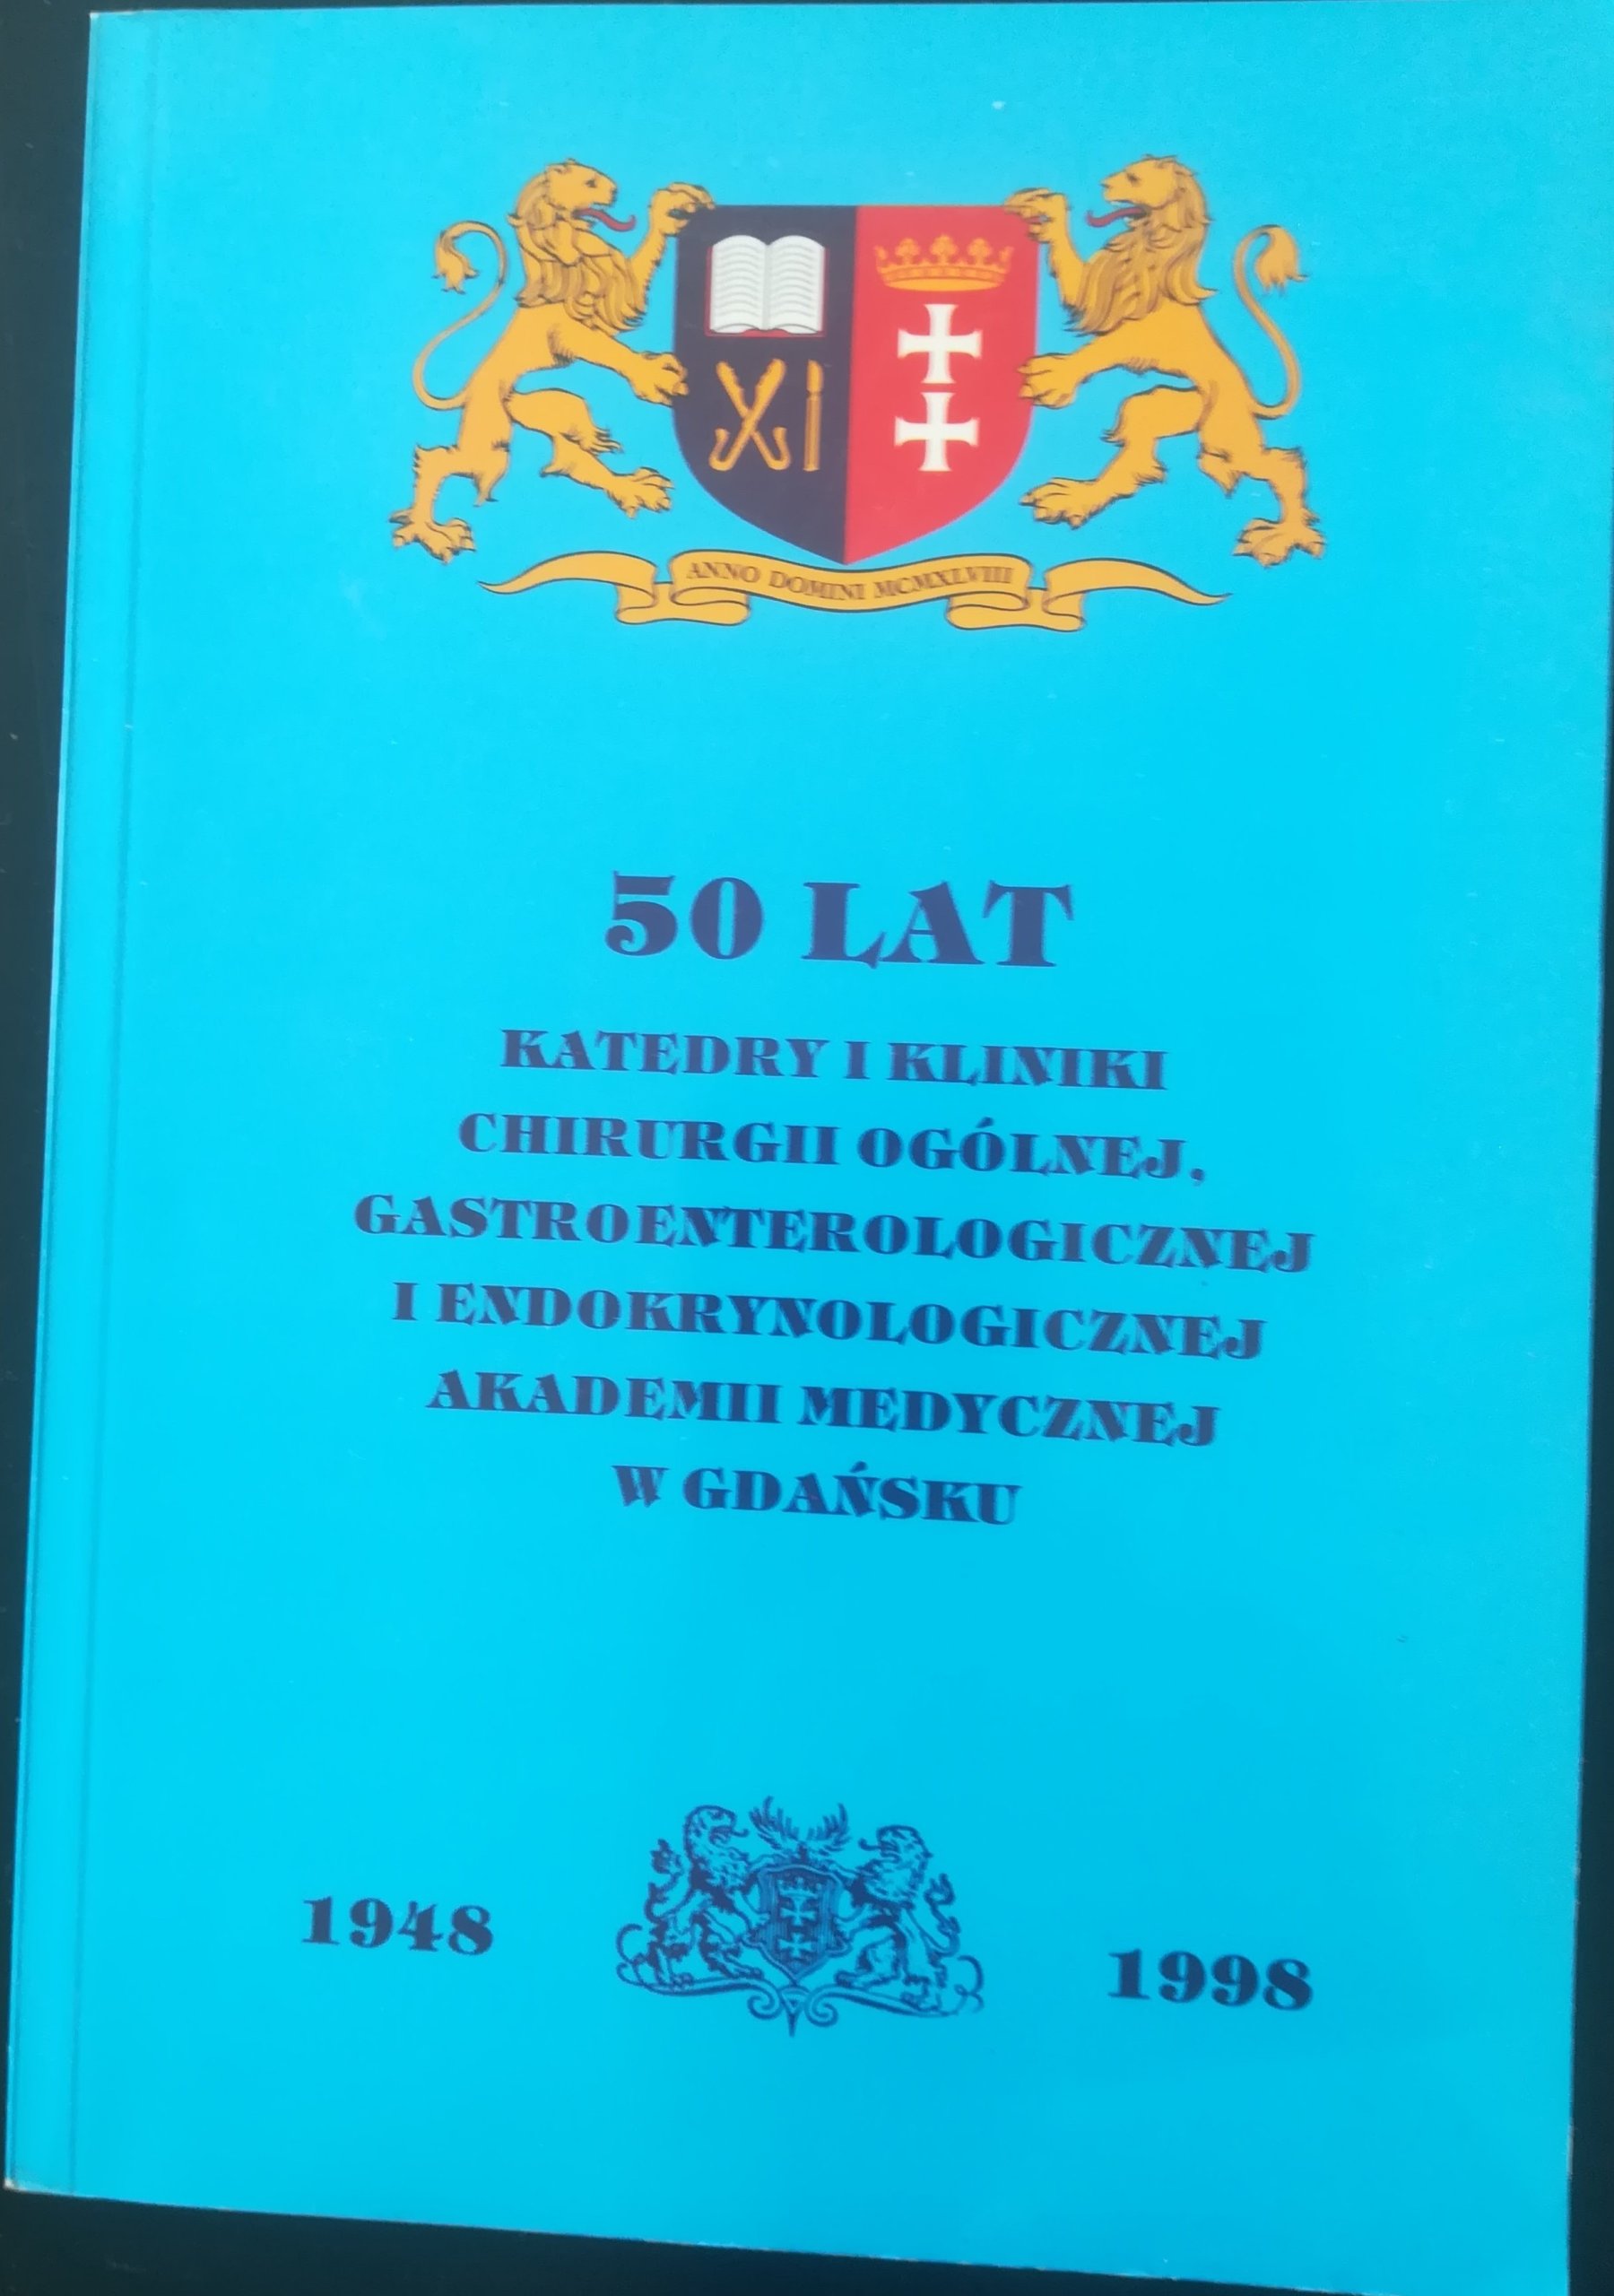 ANNO DOMINI MCMXLVIII
50 LAT
KATEDRY I KLINIKI
CHIRURGII OGÓLNEJ,
GASTROENTEROLOGICZNEJ
I ENDOKRYNOLOGICZNEJ
AKADEMII MEDYCZNEJ
W GDAŃSKU
1948
1998